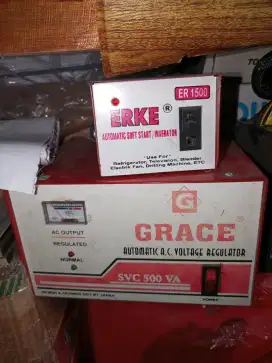 ER 1500
ERKE®
AUTOMATIC SOFT START / INVERATOR
"Use For"
Refrigerator, Television, Blender
Electric Fan, Drilling Machine, ETC
G
GRACE
AUTOMATIC A.C. VOLTAGE REGULATOR
AC OUTPUT
REGULATED
NORMAL
SVC 500 VA
POWER